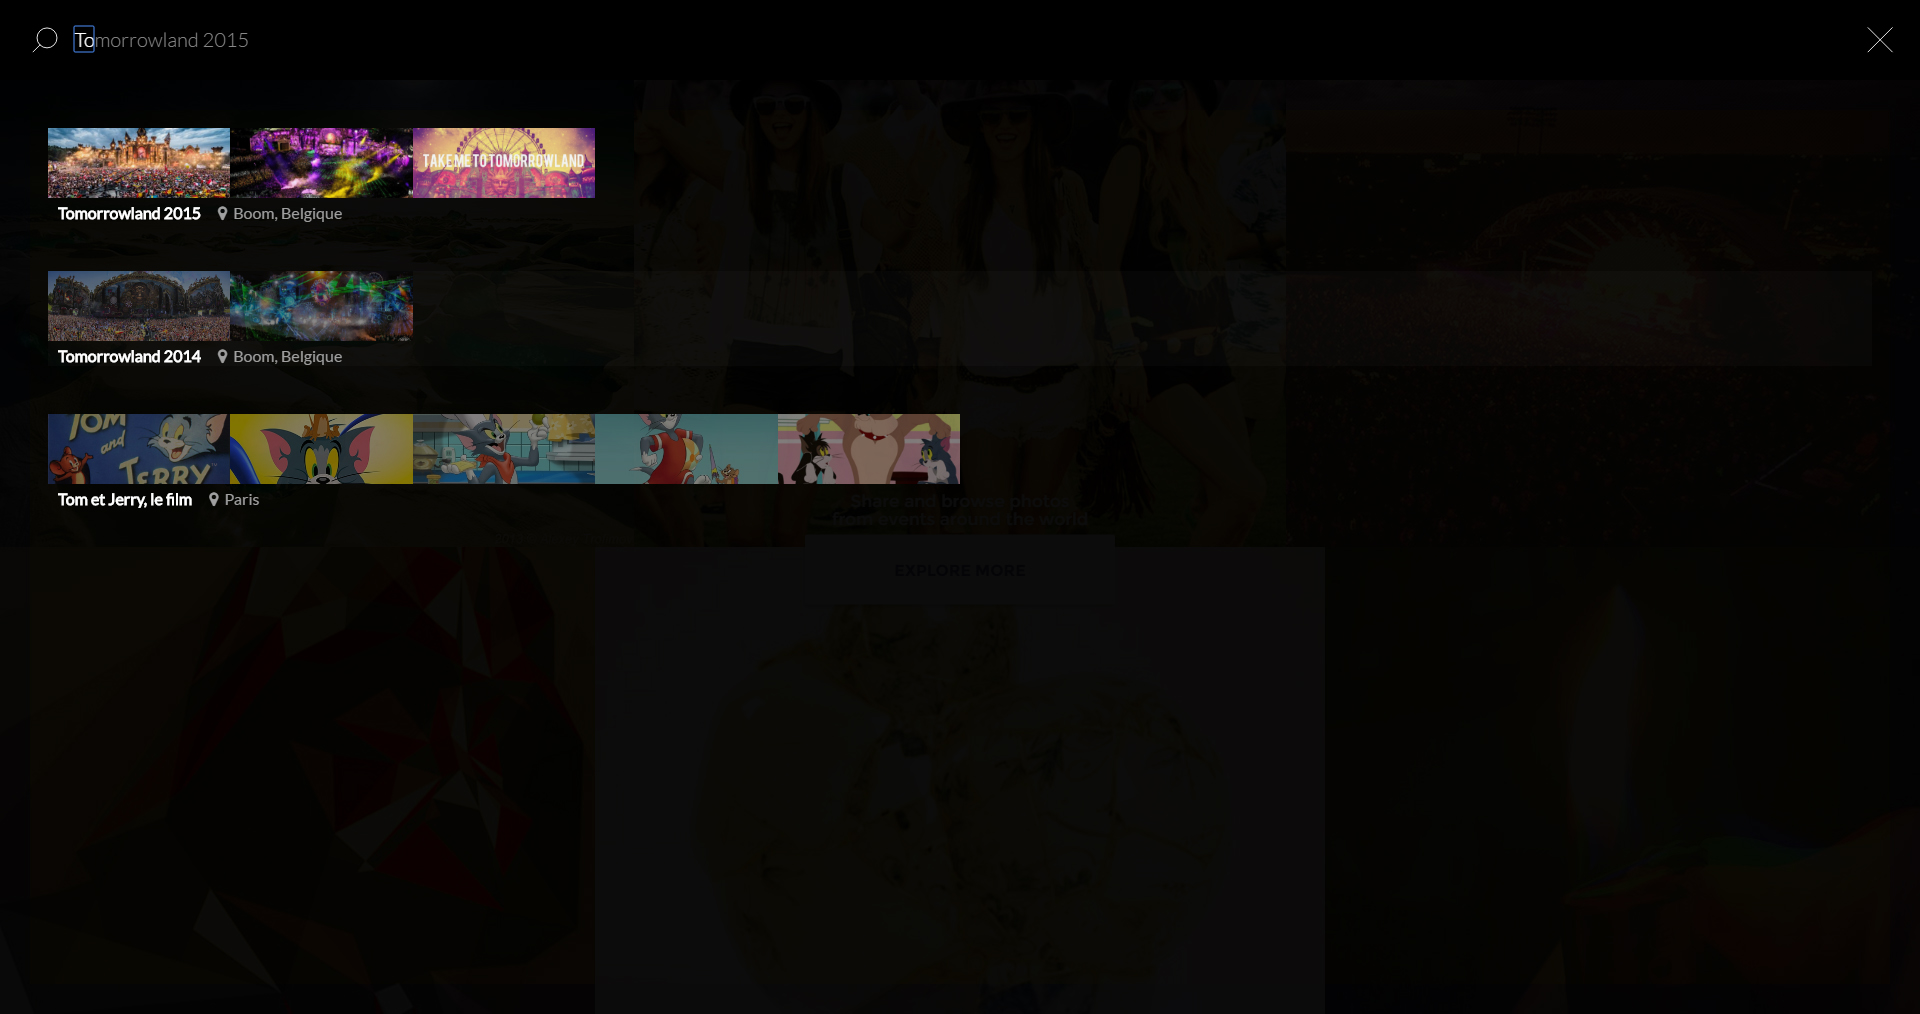 Tomorrowland 2015
TAKE ME TO TOMORROWLAND
Tomorrowland 2015 Boom, Belgique
Tomorrowland 2014 Boom, Belgique
TOM
and
JERRY
Tom et Jerry, le film Paris
Share and browse photos
from events around the world
EXPLORE MORE